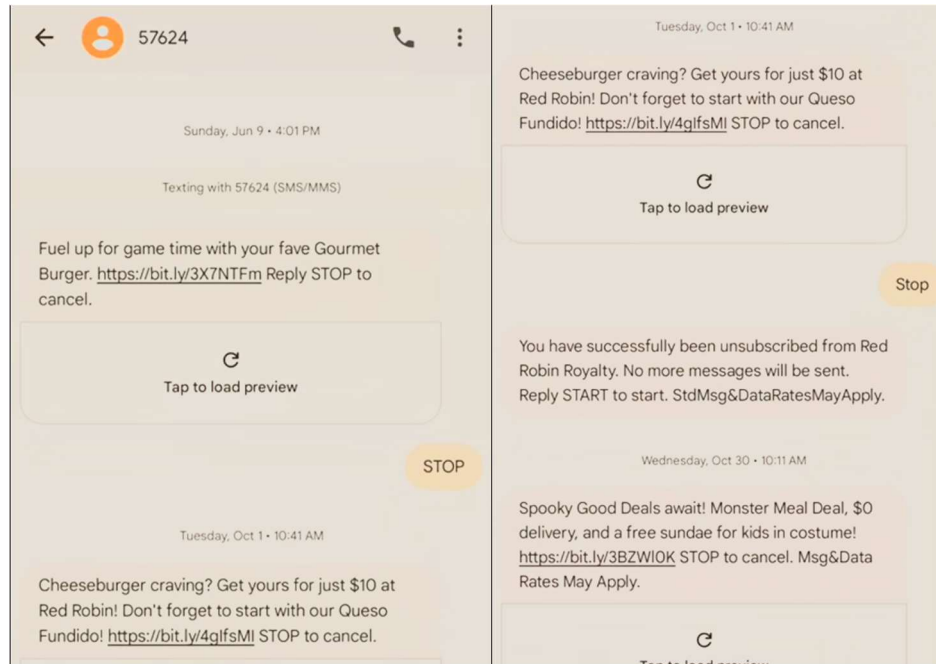 57624
Sunday, Jun 9 • 4:01 PM
Texting with 57624 (SMS/MMS)
Fuel up for game time with your fave Gourmet
Burger. https://bit.ly/3X7NTFm Reply STOP to
cancel.
Tap to load preview
STOP
Tuesday, Oct 1 • 10:41 AM
Cheeseburger craving? Get yours for just $10 at
Red Robin! Don't forget to start with our Queso
Fundido! https://bit.ly/4gIfsMI STOP to cancel.
Tuesday, Oct 1 • 10:41 AM
Cheeseburger craving? Get yours for just $10 at
Red Robin! Don't forget to start with our Queso
Fundido! https://bit.ly/4gIfsMI STOP to cancel.
Tap to load preview
Stop
You have successfully been unsubscribed from Red
Robin Royalty. No more messages will be sent.
Reply START to start. StdMsg&DataRatesMayApply.
Wednesday, Oct 30 • 10:11 AM
Spooky Good Deals await! Monster Meal Deal, $0
delivery, and a free sundae for kids in costume!
https://bit.ly/3BZWl0K STOP to cancel. Msg&Data
Rates May Apply.
Tap to load preview